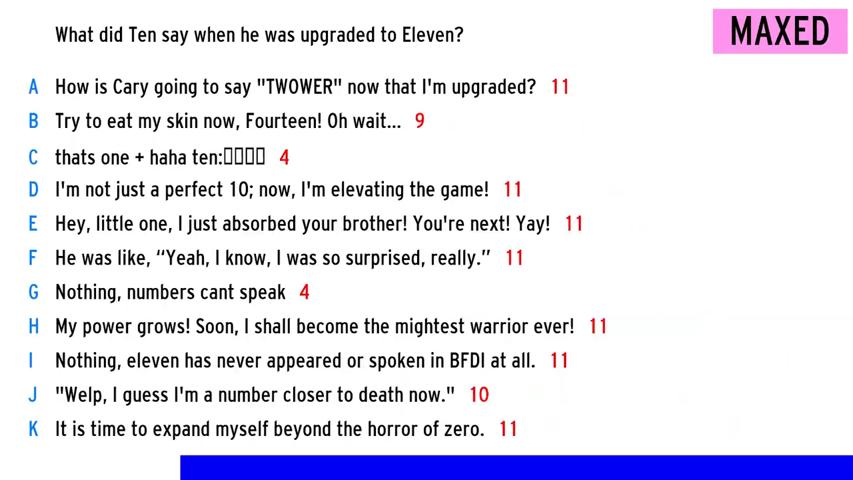 What did Ten say when he was upgraded to Eleven?
MAXED
A How is Cary going to say "TWOWER" now that I'm upgraded? 11
B Try to eat my skin now, Fourteen! Oh wait... 9
C thats one + haha ten:▯▯▯▯ 4
D I'm not just a perfect 10; now, I'm elevating the game! 11
E Hey, little one, I just absorbed your brother! You're next! Yay! 11
F He was like, “Yeah, I know, I was so surprised, really.” 11
G Nothing, numbers cant speak 4
H My power grows! Soon, I shall become the mightest warrior ever! 11
I Nothing, eleven has never appeared or spoken in BFDI at all. 11
J "Welp, I guess I'm a number closer to death now." 10
K It is time to expand myself beyond the horror of zero. 11